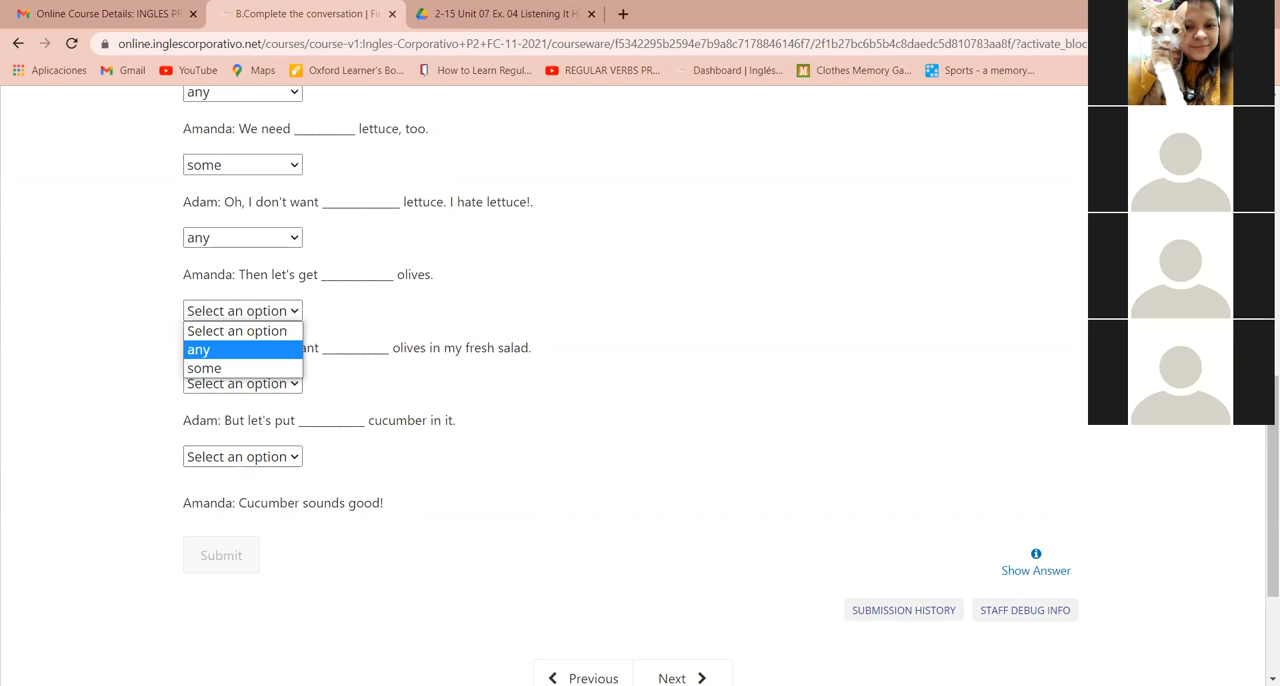 Online Course Details: INGLES PR
B.Complete the conversation | Fir
2-15 Unit 07 Ex. 04 Listening It H
online.inglescorporativo.net/courses/course-v1:Ingles-Corporativo+P2+FC-11-2021/courseware/f5342295b2594e7b9a8c7178846146f7/2f1b27bc6b5b4c8daedc5d810783aa8f/?activate_bloc
Aplicaciones
Gmail
YouTube
Maps
Oxford Learner's Bo...
How to Learn Regul...
REGULAR VERBS PR...
Dashboard | Inglés...
Clothes Memory Ga...
Sports - a memory...
any
Amanda: We need _________ lettuce, too.
some
Adam: Oh, I don't want ___________ lettuce. I hate lettuce!.
any
Amanda: Then let's get ___________ olives.
Select an option
Select an option
any
some
ant __________ olives in my fresh salad.
Select an option
Adam: But let's put __________ cucumber in it.
Select an option
Amanda: Cucumber sounds good!
Submit
Show Answer
SUBMISSION HISTORY
STAFF DEBUG INFO
Previous
Next